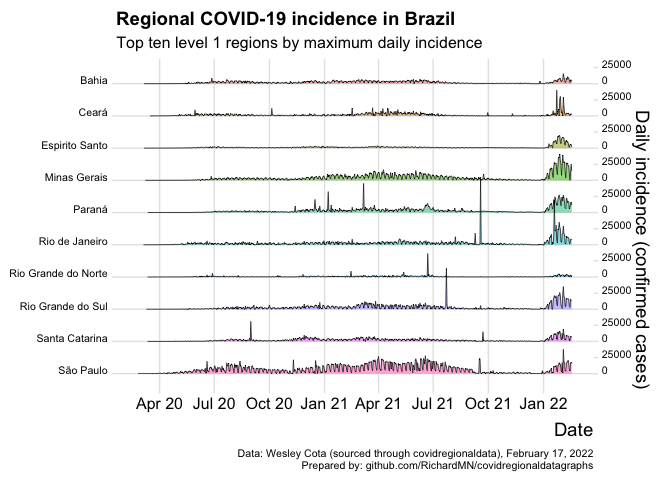 Regional COVID-19 incidence in Brazil
Top ten level 1 regions by maximum daily incidence
Bahia
25000
0
Ceará
25000
0
Espirito Santo
25000
0
Minas Gerais
25000
0
Paraná
25000
0
Rio de Janeiro
25000
0
Rio Grande do Norte
25000
0
Rio Grande do Sul
25000
0
Santa Catarina
25000
0
São Paulo
25000
0
Daily incidence (confirmed cases)
Apr 20 Jul 20 Oct 20 Jan 21 Apr 21 Jul 21 Oct 21 Jan 22
Date
Data: Wesley Cota (sourced through covidregionaldata), February 17, 2022
Prepared by: github.com/RichardMN/covidregionaldatagraphs